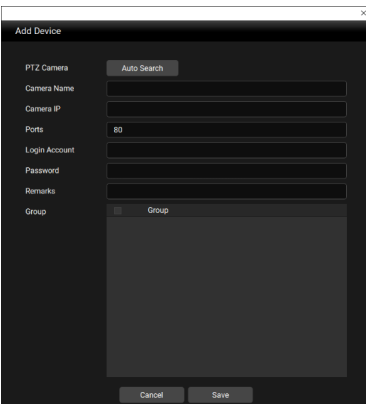 Add Device
PTZ Camera Auto Search
Camera Name
Camera IP
Ports 80
Login Account
Password
Remarks
Group Group
Cancel Save